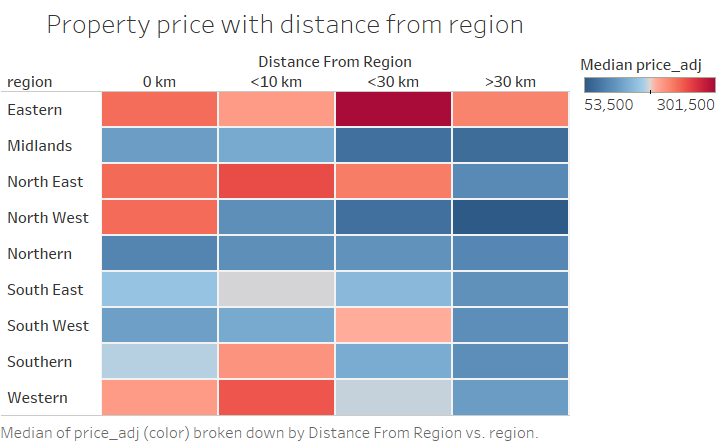 Property price with distance from region
Distance From Region
region 0 km <10 km <30 km >30 km
Eastern
Midlands
North East
North West
Northern
South East
South West
Southern
Western
Median price_adj
53,500 301,500
Median of price_adj (color) broken down by Distance From Region vs. region.